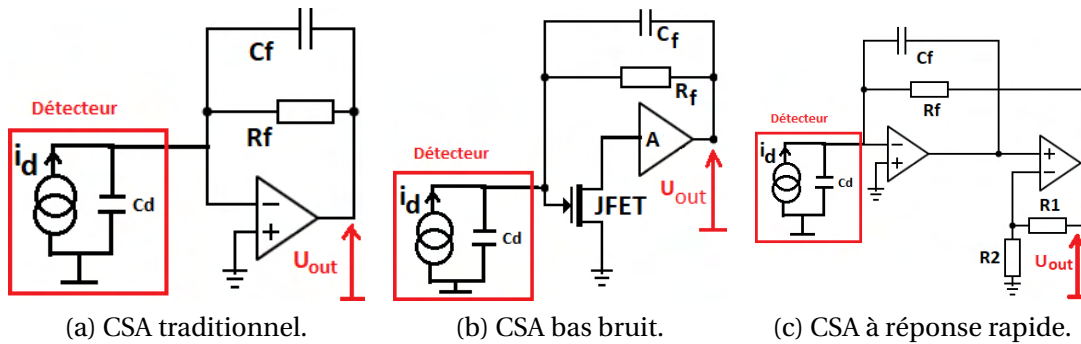 Cf
Rf
Détecteur
id
Cd
−
+
Uout
(a) CSA traditionnel.
Cf
Rf
A
Détecteur
id
Cd
JFET
Uout
(b) CSA bas bruit.
Cf
Rf
Détecteur
id
Cd
−
+
+
−
R1
R2
Uout
(c) CSA à réponse rapide.